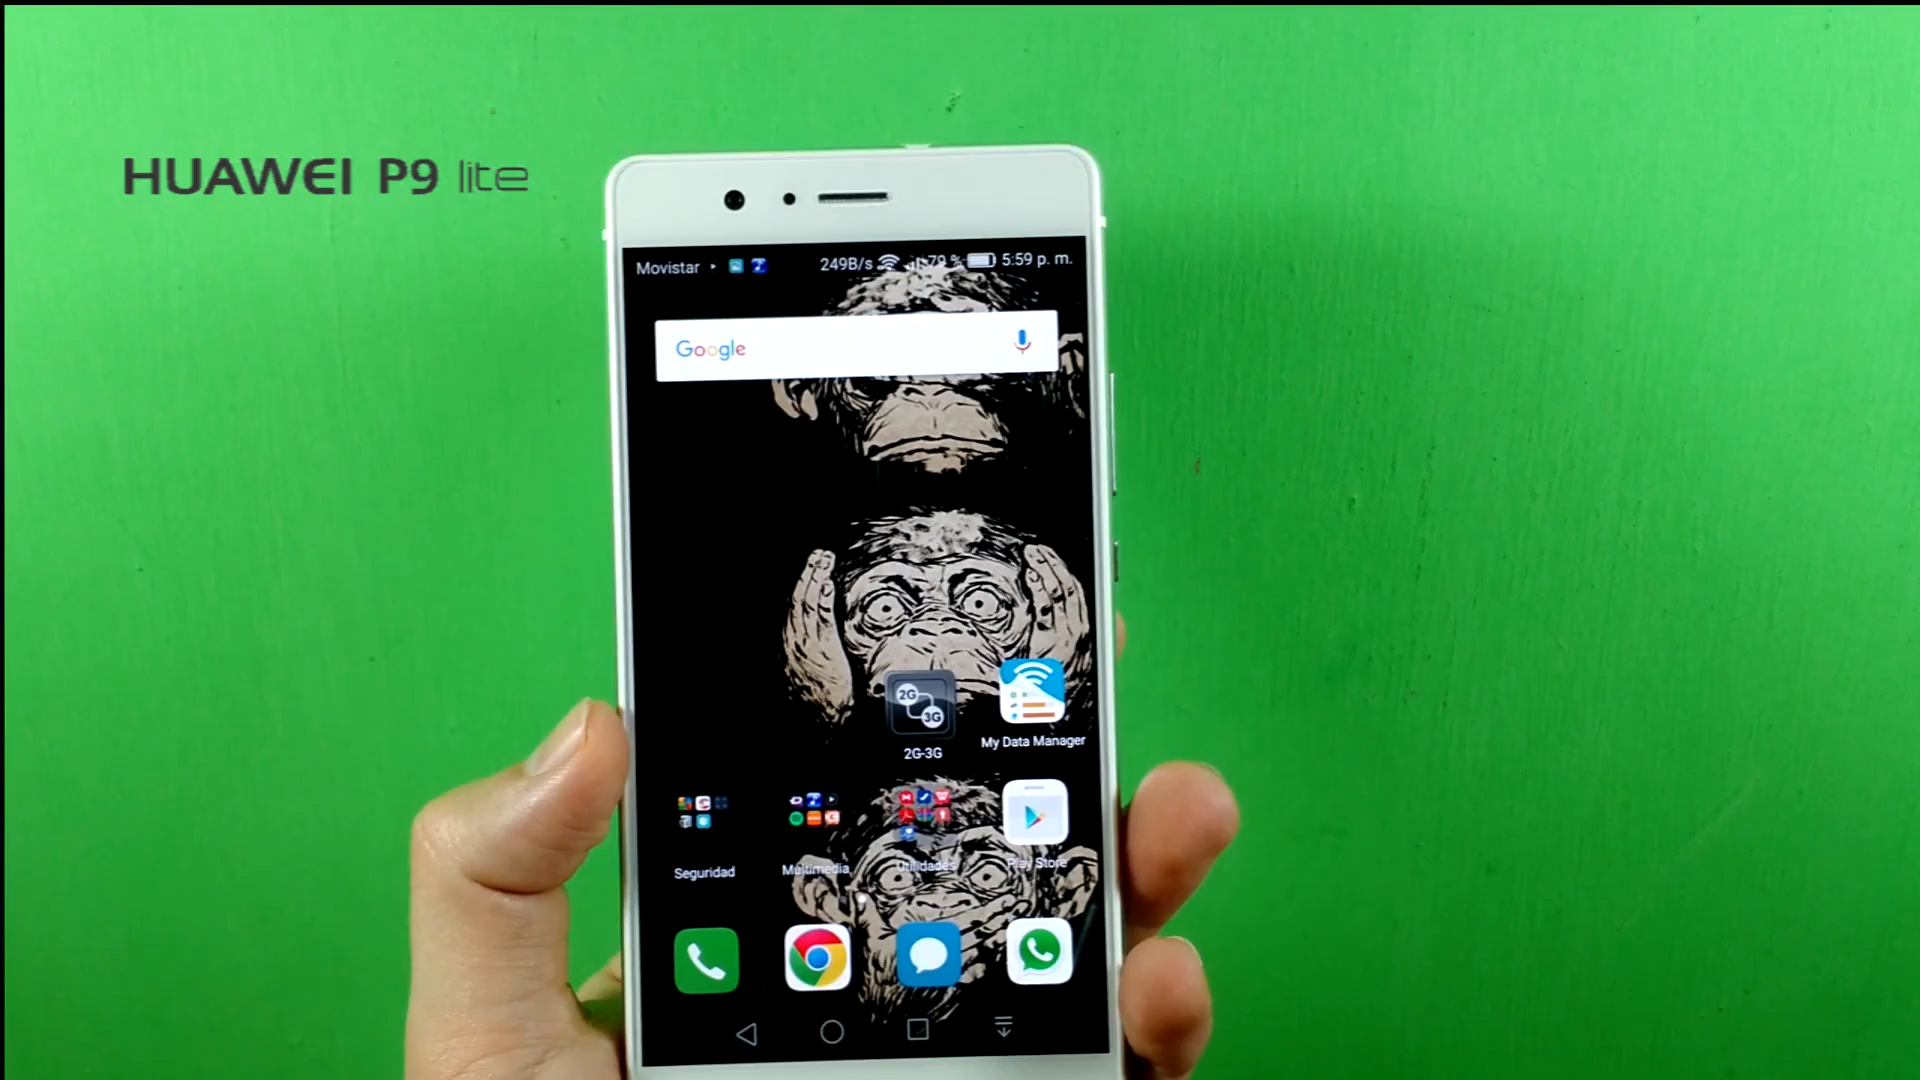 HUAWEI P9 lite
Movistar 249B/s 79 % 5:59 p. m.
Google
2G
3G
2G-3G
My Data Manager
Seguridad
Multimedia
Utilidades
Play Store